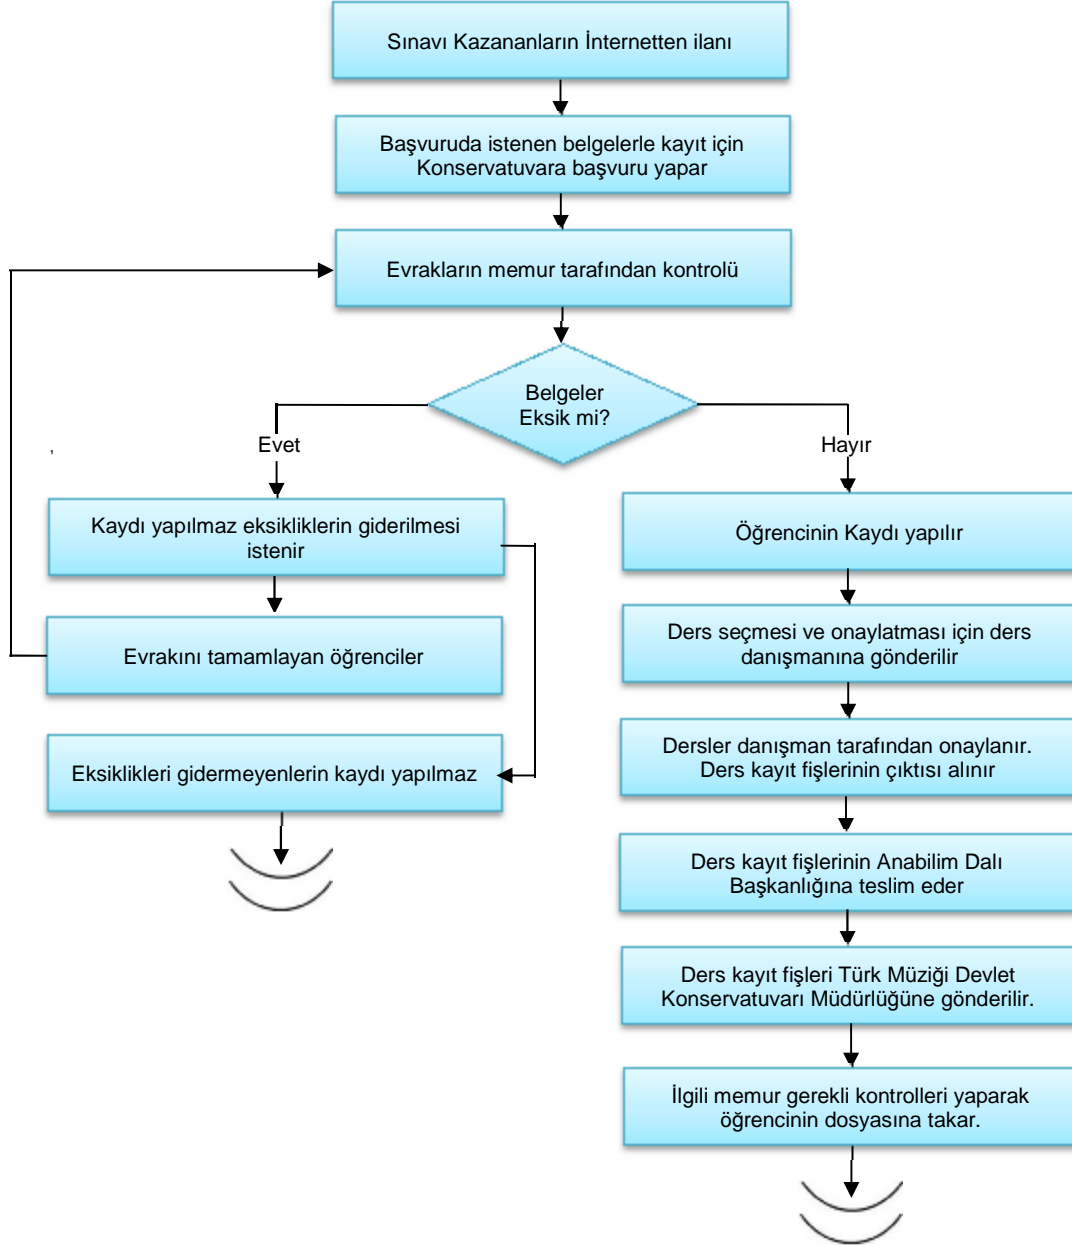 Sınavı Kazananların İnternetten ilanı
Başvuruda istenen belgelerle kayıt için
Konservatuvara başvuru yapar
Evrakların memur tarafından kontrolü
Belgeler
Eksik mi?
Evet
Hayır
,
Kaydı yapılmaz eksikliklerin giderilmesi
istenir
Evrakını tamamlayan öğrenciler
Eksiklikleri gidermeyenlerin kaydı yapılmaz
Öğrencinin Kaydı yapılır
Ders seçmesi ve onaylatması için ders
danışmanına gönderilir
Dersler danışman tarafından onaylanır.
Ders kayıt fişlerinin çıktısı alınır
Ders kayıt fişlerinin Anabilim Dalı
Başkanlığına teslim eder
Ders kayıt fişleri Türk Müziği Devlet
Konservatuvarı Müdürlüğüne gönderilir.
İlgili memur gerekli kontrolleri yaparak
öğrencinin dosyasına takar.